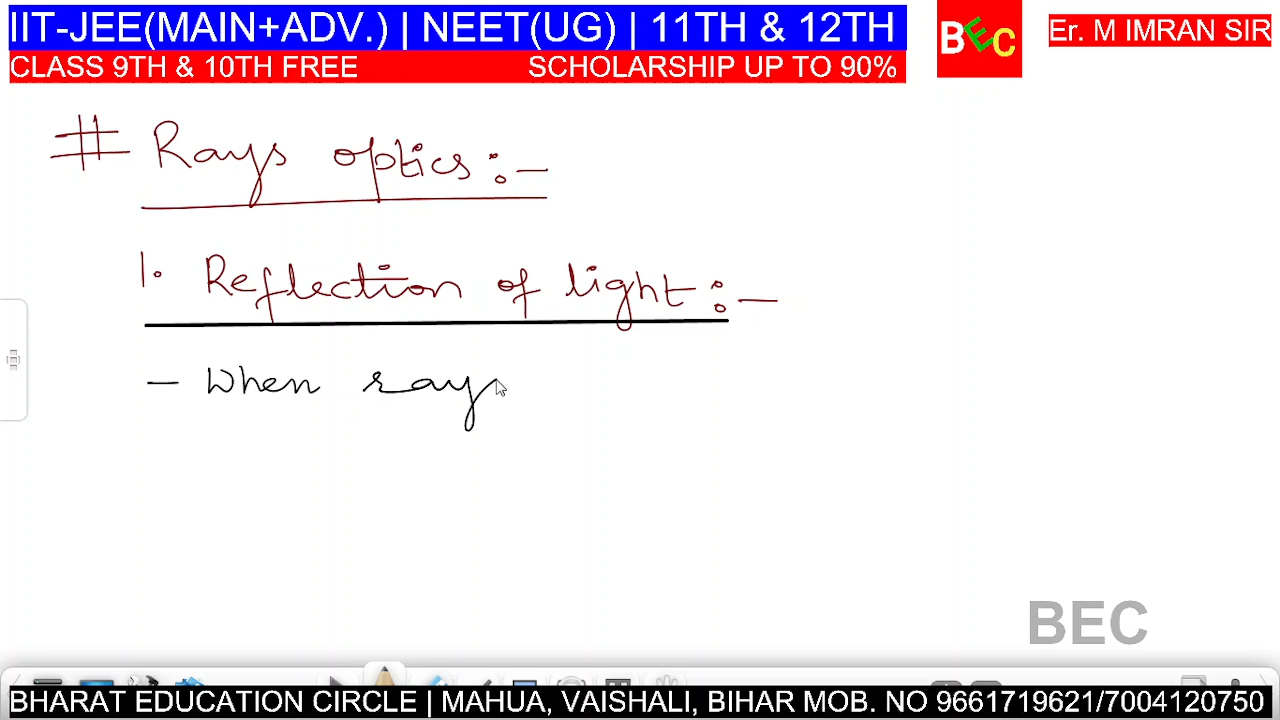 IIT-JEE(MAIN+ADV.) | NEET(UG) | 11TH & 12TH
CLASS 9TH & 10TH FREE SCHOLARSHIP UP TO 90%
BEC
Er. M IMRAN SIR
# Rays optics :-
1. Reflection of light :-
- When rays
BEC
BHARAT EDUCATION CIRCLE | MAHUA, VAISHALI, BIHAR MOB. NO 9661719621/7004120750